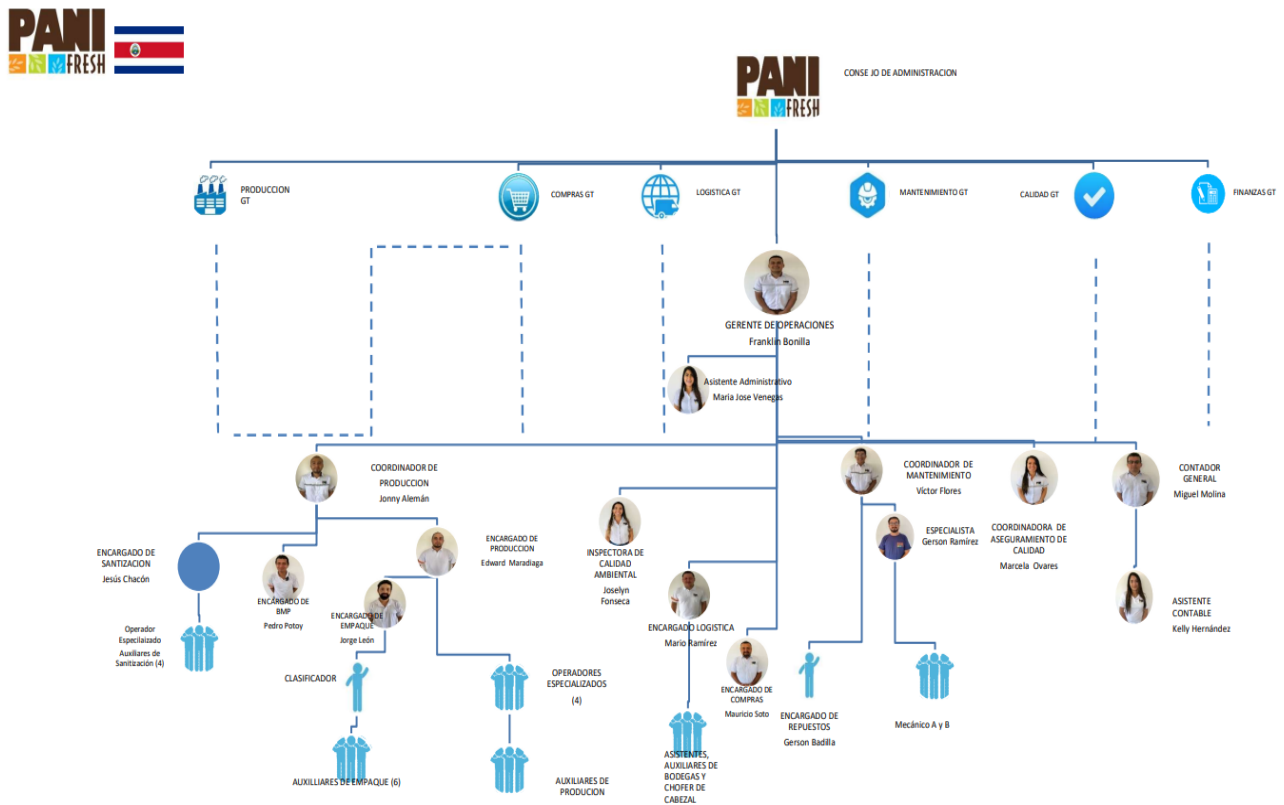 PANI
FRESH
PANI
FRESH
CONSE JO DE ADMINISTRACION
PRODUCCION
GT
COMPRAS GT
LOGISTICA GT
MANTENIMIENTO GT
CALIDAD GT
FINANZAS GT
GERENTE DE OPERACIONES
Franklin Bonilla
Asistente Administrativo
Maria Jose Venegas
COORDINADOR DE
PRODUCCION
Jonny Alemán
COORDINADOR DE
MANTENIMIENTO
Víctor Flores
CONTADOR
GENERAL
Miguel Molina
ENCARGADO DE
SANTIZACION
Jesús Chacón
ENCARGADO DE
PRODUCCION
Edward Maradiaga
INSPECTORA DE
CALIDAD
AMBIENTAL
Joselyn
Fonseca
ESPECIALISTA
Gerson Ramírez
COORDINADORA DE
ASEGURAMIENTO DE
CALIDAD
Marcela Ovares
ENCARGADO DE
BMP
Pedro Potoy
ENCARGADO DE
EMPAQUE
Jorge León
ENCARGADO LOGISTICA
Mario Ramírez
ASISTENTE
CONTABLE
Kelly Hernández
Operador
Especilaizado
Auxiliares de
Sanitización (4)
CLASIFICADOR
OPERADORES
ESPECIALIZADOS
(4)
ENCARGADO DE
COMPRAS
Mauricio Soto
ENCARGADO DE
REPUESTOS
Gerson Badilla
Mecánico A y B
AUXILLIARES DE EMPAQUE (6)
AUXILIARES DE
PRODUCION
ASISTENTES,
AUXILIARES DE
BODEGAS Y
CHOFER DE
CABEZAL